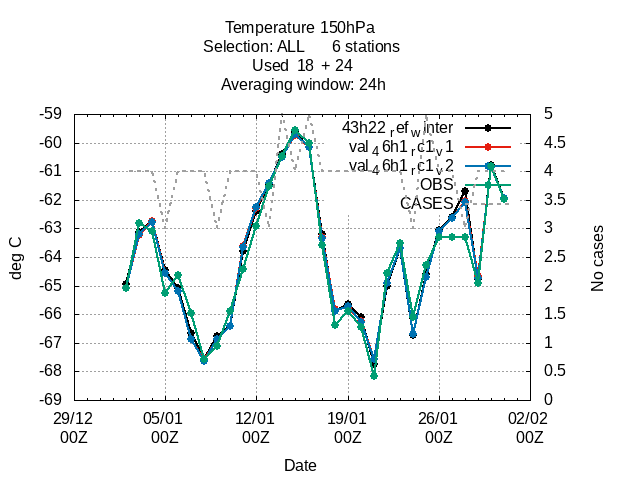 Temperature 150hPa
Selection: ALL 6 stations
Used 18 + 24
Averaging window: 24h
-59
-60
-61
-62
-63
-64
-65
-66
-67
-68
-69
5
4.5
4
3.5
3
2.5
2
1.5
1
0.5
0
43h22ref_winter
val_46h1_rc1_v1
val_46h1_rc1_v2
OBS
CASES
deg C
No cases
29/12 05/01 12/01 19/01 26/01 02/02
00Z 00Z 00Z 00Z 00Z 00Z
Date